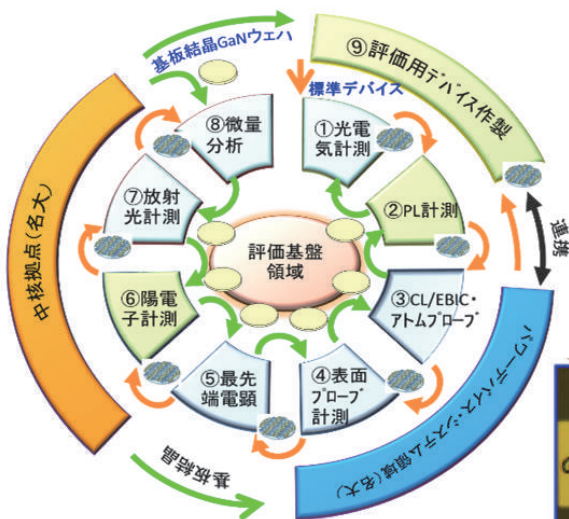 基板結晶GaNウェハ
標準デバイス
⑨評価用デバイス作製
⑧微量
分析
①光電
気計測
⑦放射
光計測
②PL計測
評価基盤
領域
中核拠点(名大)
連携
⑥陽電
子計測
③CL/EBIC・
アトムプローブ
⑤最先
端電顕
④表面
プローブ
計測
パワーデバイス・システム領域(名大)
基板結晶